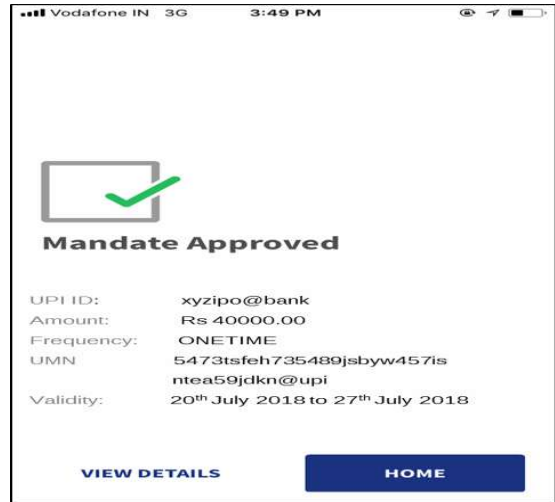 Vodafone IN 3G 3:49 PM
Mandate Approved
UPI ID: xyzipo@bank
Amount: Rs 40000.00
Frequency: ONETIME
UMN 5473tsfeh735489jsbyw457is
ntea59jdkn@upi
Validity: 20th July 2018 to 27th July 2018
VIEW DETAILS HOME